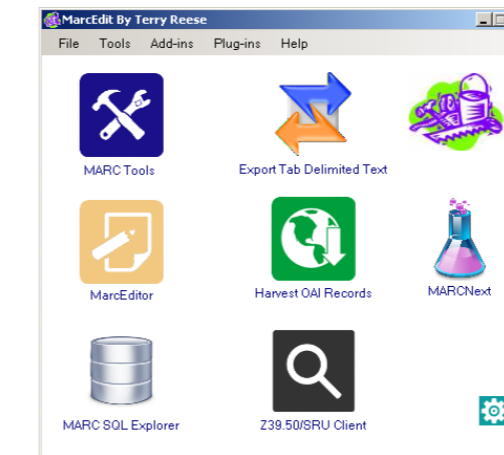 MarcEdit By Terry Reese
File Tools Add-ins Plug-ins Help
MARC Tools
Export Tab Delimited Text
MarcEditor
Harvest OAI Records
MARCNext
MARC SQL Explorer
Z39.50/SRU Client